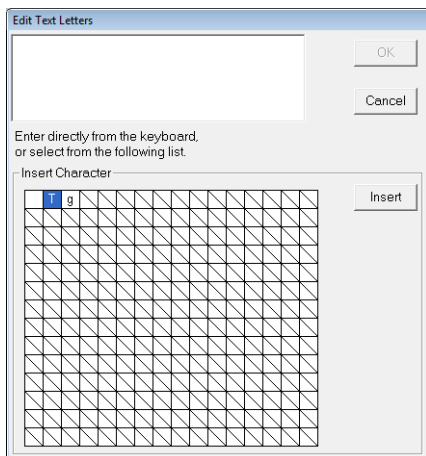 Edit Text Letters
OK
Cancel
Enter directly from the keyboard,
or select from the following list.
Insert Character
T g
Insert